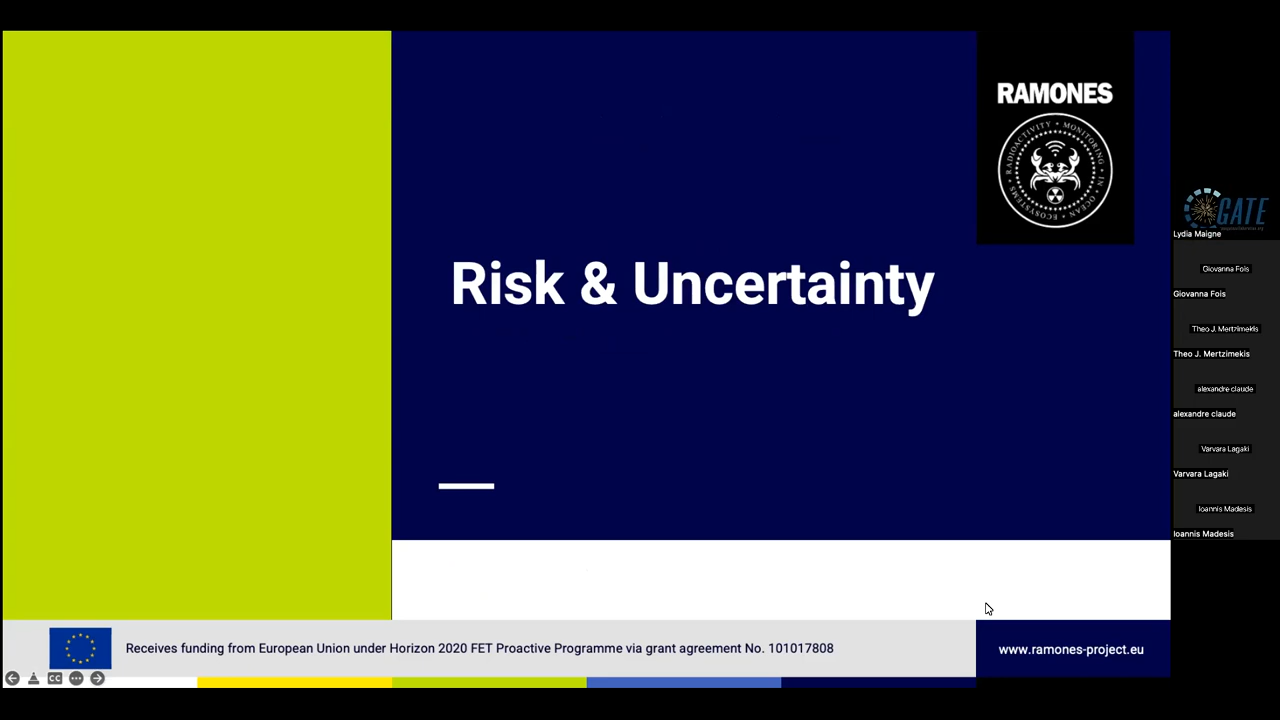 RAMONES
RADIOACTIVITY • MONITORING • IN • OCEAN • ECOSYSTEMS •
Risk & Uncertainty
Receives funding from European Union under Horizon 2020 FET Proactive Programme via grant agreement No. 101017808
www.ramones-project.eu
CC
GATE
Lydia Maigne
Giovanna Fois
Giovanna Fois
Theo J. Mertzimekis
Theo J. Mertzimekis
alexandre claude
alexandre claude
Varvara Lagaki
Varvara Lagaki
Ioannis Madesis
Ioannis Madesis